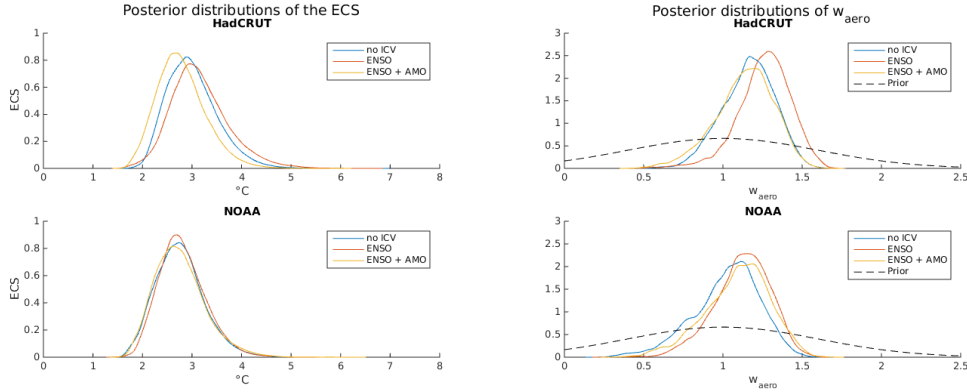 Posterior distributions of the ECS
HadCRUT
1
0.8
0.6
0.4
0.2
0
ECS
no ICV
ENSO
ENSO + AMO
0 1 2 3 4 5 6 7 8
°C
NOAA
1
0.8
0.6
0.4
0.2
0
ECS
no ICV
ENSO
ENSO + AMO
0 1 2 3 4 5 6 7 8
°C
Posterior distributions of w_aero
HadCRUT
3
2.5
2
1.5
1
0.5
0
no ICV
ENSO
ENSO + AMO
Prior
0 0.5 1 1.5 2 2.5
w_aero
NOAA
3
2.5
2
1.5
1
0.5
0
no ICV
ENSO
ENSO + AMO
Prior
0 0.5 1 1.5 2 2.5
w_aero